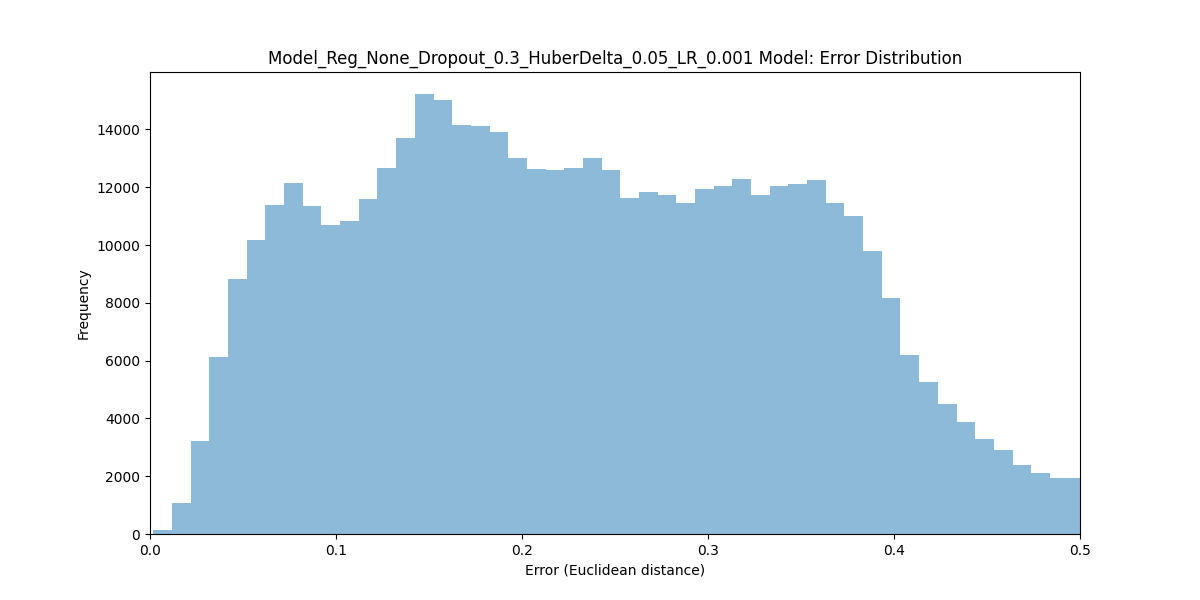 Model_Reg_None_Dropout_0.3_HuberDelta_0.05_LR_0.001 Model: Error Distribution
Frequency
14000
12000
10000
8000
6000
4000
2000
0
0.0 0.1 0.2 0.3 0.4 0.5
Error (Euclidean distance)